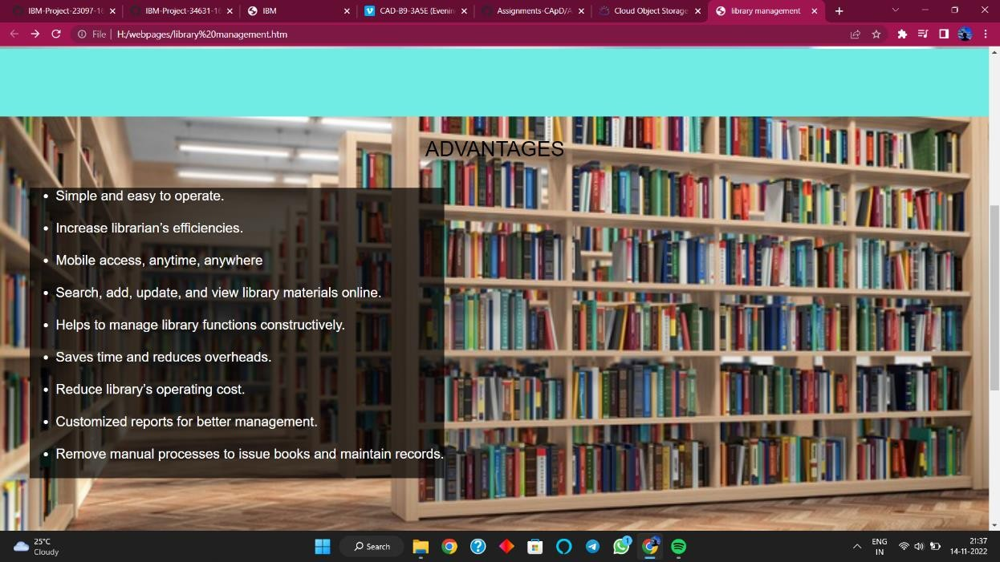 IBM-Project-23097-16
IBM-Project-34631-16
IBM
CAD-B9-3A5E (Evenin
Assignments-CApD/A
Cloud Object Storage
library management
File | H:/webpages/library%20management.htm
ADVANTAGES
• Simple and easy to operate.
• Increase librarian’s efficiencies.
• Mobile access, anytime, anywhere
• Search, add, update, and view library materials online.
• Helps to manage library functions constructively.
• Saves time and reduces overheads.
• Reduce library’s operating cost.
• Customized reports for better management.
• Remove manual processes to issue books and maintain records.
25°C
Cloudy
Search
1
ENG
IN
21:37
14-11-2022